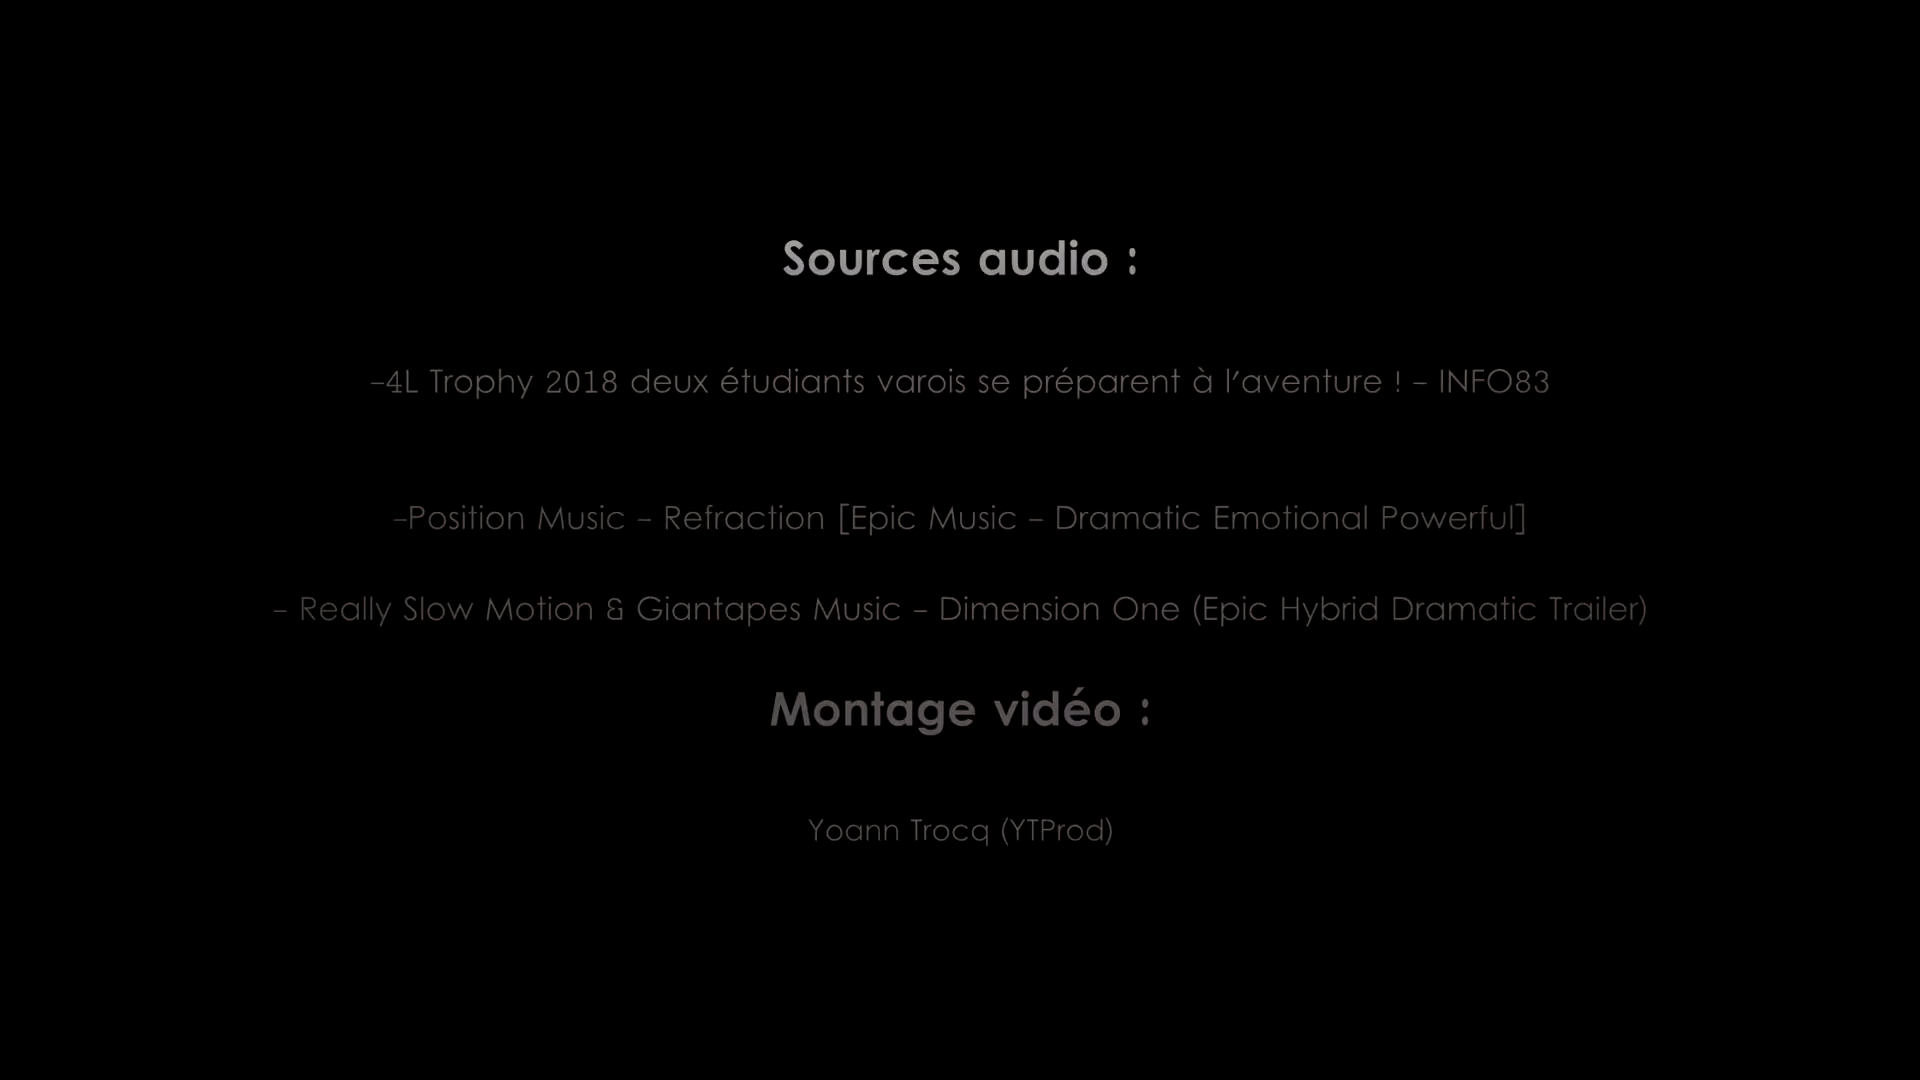 Sources audio :
-4L Trophy 2018 deux étudiants varois se préparent à l'aventure ! - INFO83
-Position Music - Refraction [Epic Music - Dramatic Emotional Powerful]
- Really Slow Motion & Giantapes Music - Dimension One (Epic Hybrid Dramatic Trailer)
Montage vidéo :
Yoann Trocq (YTProd)